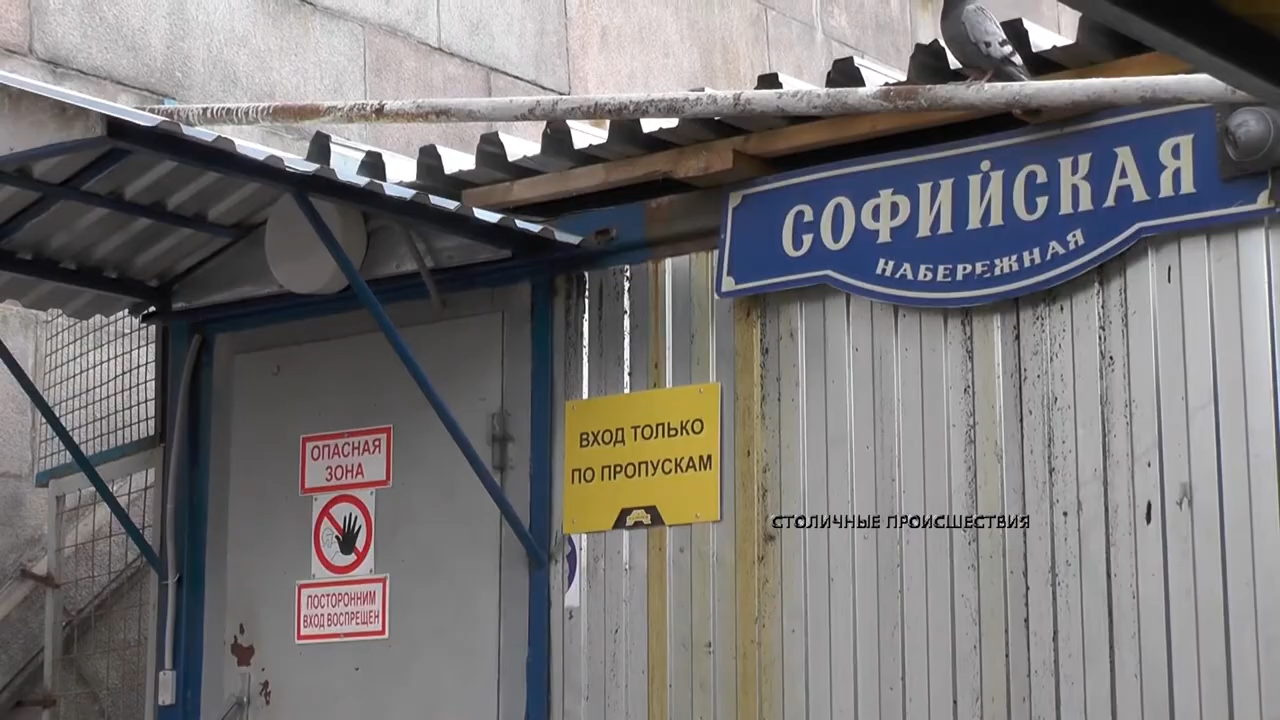 СОФИЙСКАЯ
НАБЕРЕЖНАЯ
ВХОД ТОЛЬКО
ПО ПРОПУСКАМ
ОПАСНАЯ
ЗОНА
ПОСТОРОННИМ
ВХОД ВОСПРЕЩЕН
СТОЛИЧНЫЕ ПРОИСШЕСТВИЯ